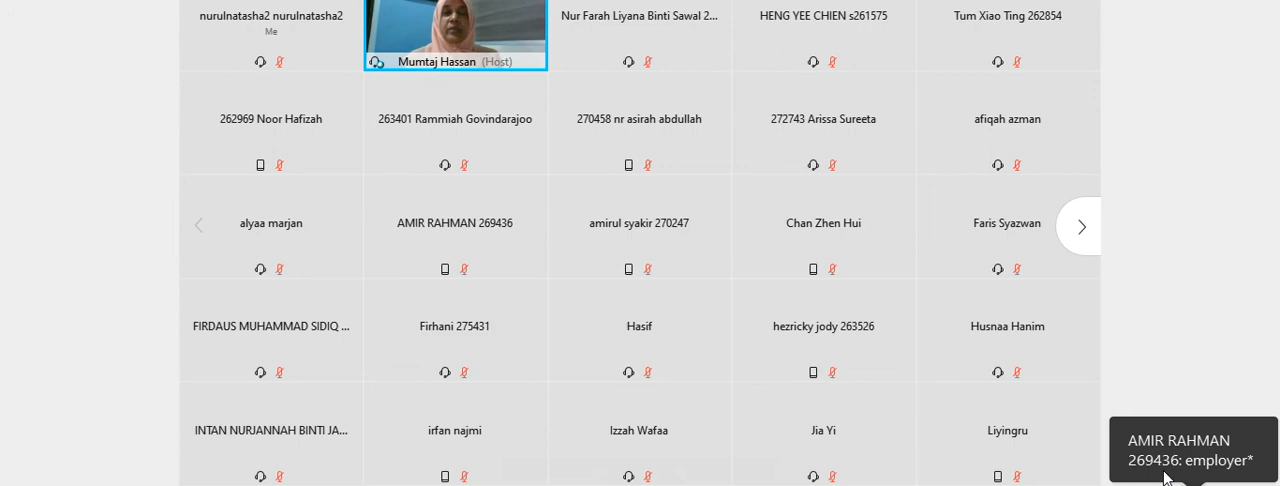 nurulnatasha2 nurulnatasha2
Me
Mumtaj Hassan (Host)
Nur Farah Liyana Binti Sawal 2...
HENG YEE CHIEN s261575
Tum Xiao Ting 262854
262969 Noor Hafizah
263401 Rammiah Govindarajoo
270458 nr asirah abdullah
272743 Arissa Sureeta
afiqah azman
alyaa marjan
AMIR RAHMAN 269436
amirul syakir 270247
Chan Zhen Hui
Faris Syazwan
FIRDAUS MUHAMMAD SIDIQ ...
Firhani 275431
Hasif
hezricky jody 263526
Husnaa Hanim
INTAN NURJANNAH BINTI JA...
irfan najmi
Izzah Wafaa
Jia Yi
Liyingru
AMIR RAHMAN
269436: employer*